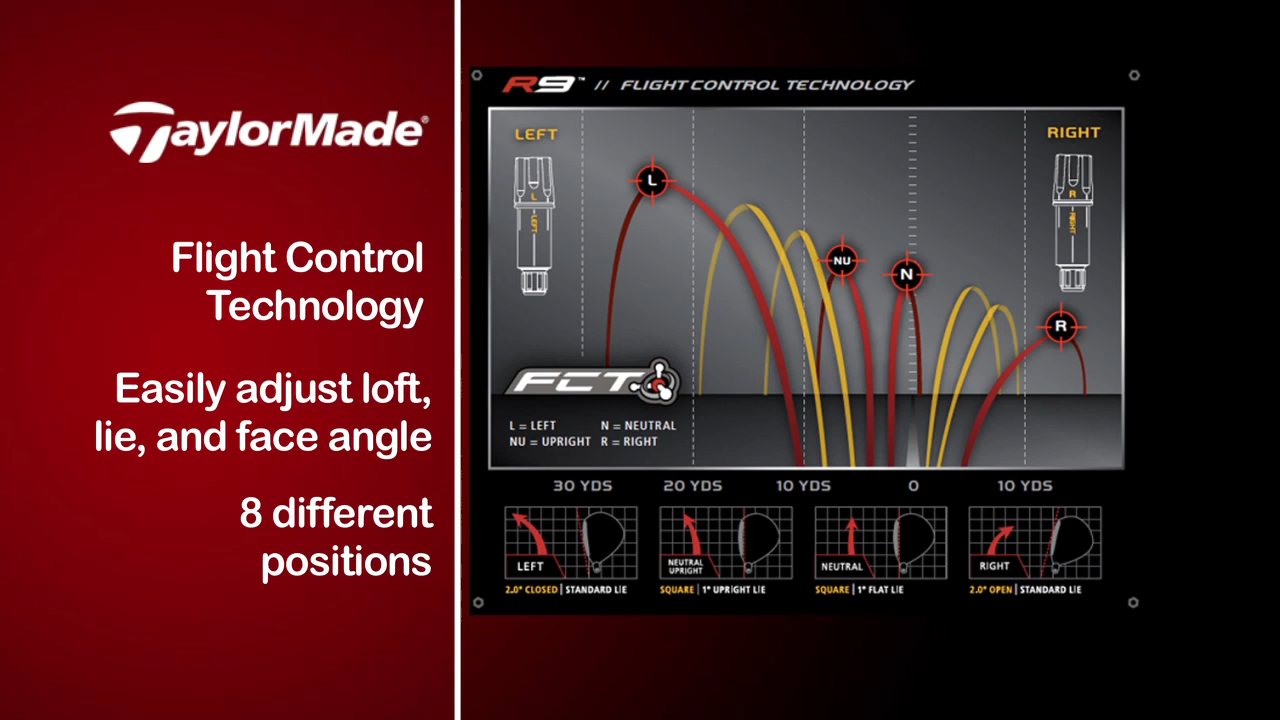 TaylorMade®
Flight Control
Technology
Easily adjust loft,
lie, and face angle
8 different
positions
R9™ // FLIGHT CONTROL TECHNOLOGY
LEFT
RIGHT
L
LEFT
R
RIGHT
L
NU
N
R
FCT
L = LEFT N = NEUTRAL
NU = UPRIGHT R = RIGHT
30 YDS 20 YDS 10 YDS 0 10 YDS
LEFT
NEUTRAL
UPRIGHT
NEUTRAL
RIGHT
2.0° CLOSED | STANDARD LIE
SQUARE | 1° UPRIGHT LIE
SQUARE | 1° FLAT LIE
2.0° OPEN | STANDARD LIE